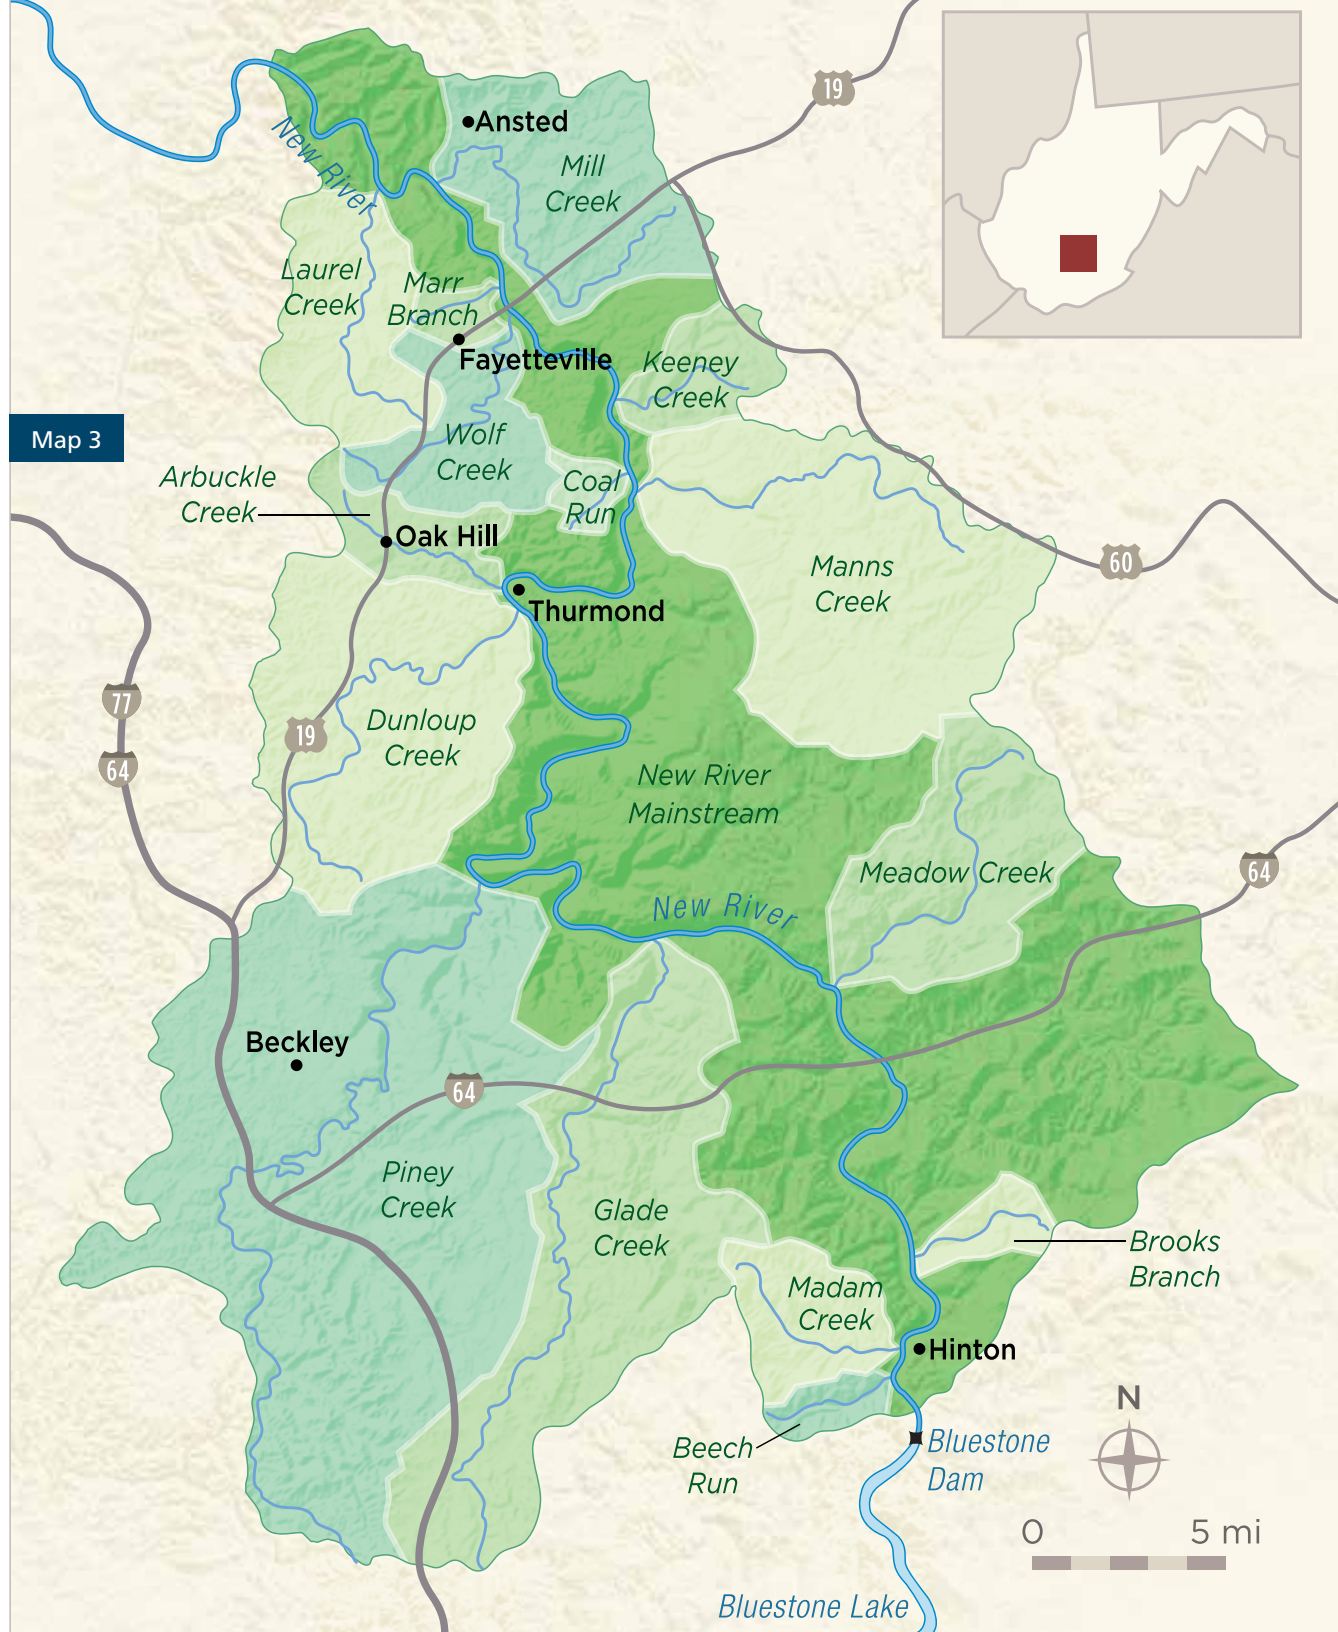 19
Ansted
Mill
Creek
New River
Laurel
Creek
Marr
Branch
Fayetteville
Keeney
Creek
Map 3
Wolf
Creek
Arbuckle
Creek
Coal
Run
Oak Hill
60
Manns
Creek
Thurmond
77
19
64
Dunloup
Creek
New River
Mainstream
Meadow Creek
64
New River
Beckley
64
Piney
Creek
Glade
Creek
Brooks
Branch
Madam
Creek
Hinton
N
Beech
Run
Bluestone
Dam
0 5 mi
Bluestone Lake